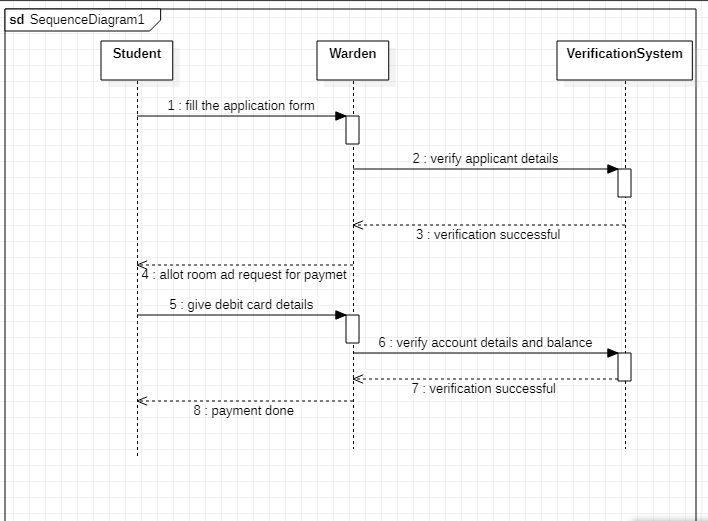 sd SequenceDiagram1
Student
Warden
VerificationSystem
1 : fill the application form
2 : verify applicant details
3 : verification successful
4 : allot room ad request for paymet
5 : give debit card details
6 : verify account details and balance
7 : verification successful
8 : payment done